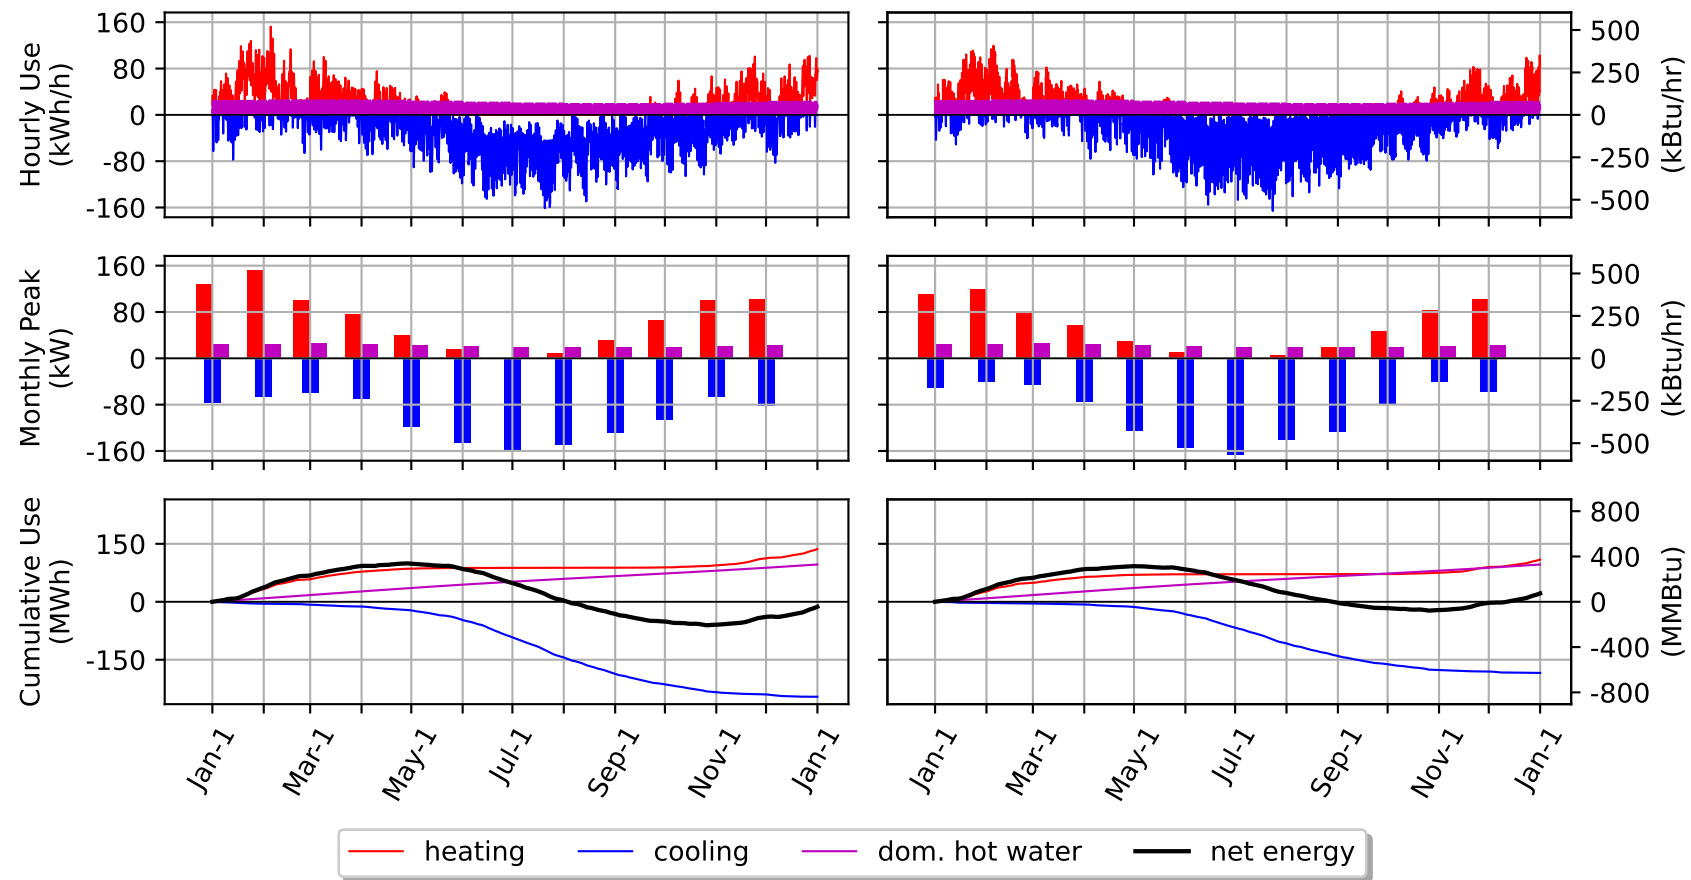 Hourly Use
(kWh/h)
160
80
0
-80
-160
500
250
0
-250
-500
(kBtu/hr)
Monthly Peak
(kW)
160
80
0
-80
-160
500
250
0
-250
-500
(kBtu/hr)
Cumulative Use
(MWh)
150
0
-150
800
400
0
-400
-800
(MMBtu)
Jan-1 Mar-1 May-1 Jul-1 Sep-1 Nov-1 Jan-1
Jan-1 Mar-1 May-1 Jul-1 Sep-1 Nov-1 Jan-1
heating cooling dom. hot water net energy